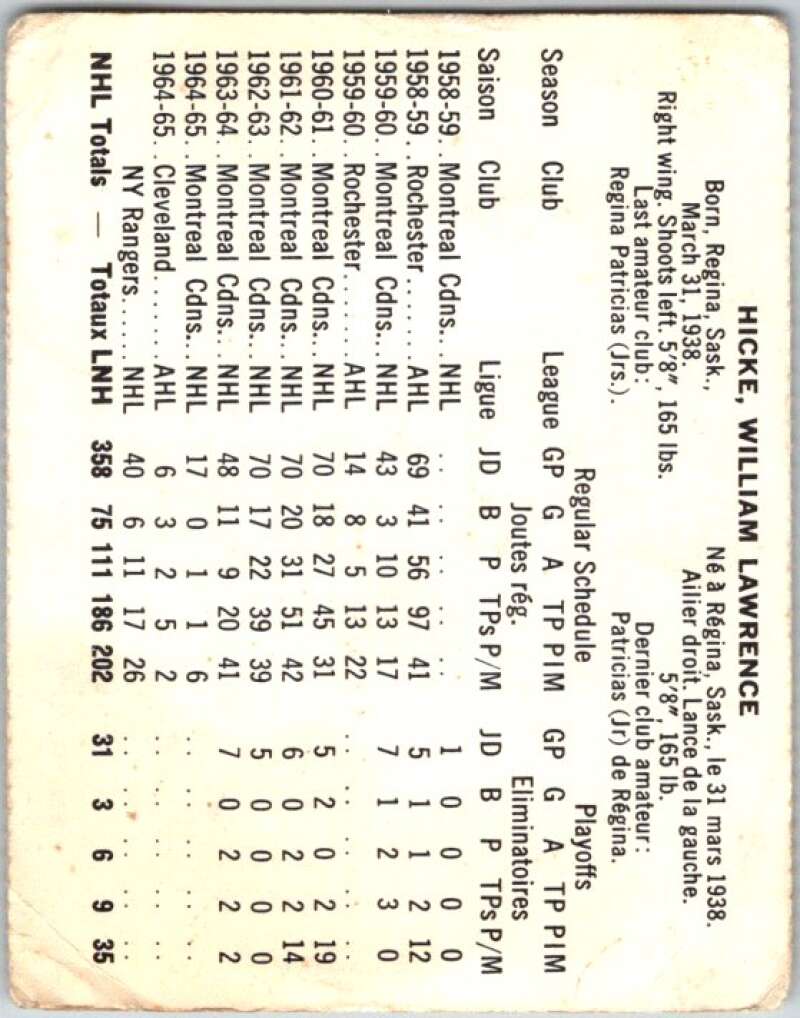 HICKE, WILLIAM LAWRENCE
Born, Regina, Sask.,
March 31, 1938.
Right wing. Shoots left. 5'8", 165 lbs.
Last amateur club:
Regina Patricias (Jrs.).
Né à Régina, Sask., le 31 mars 1938.
Ailier droit. Lance de la gauche.
5'8", 165 lb.
Dernier club amateur:
Patricias (Jr) de Régina.
Regular Schedule Playoffs
Season Club League GP G A TP PIM GP G A TP PIM
Joutes rég. Eliminatoires
Saison Club Ligue JD B P TPs P/M JD B P TPs P/M
1958-59..Montreal Cdns...NHL .. .. .. .. .. 1 0 0 0 0
1958-59..Rochester.......AHL 69 41 56 97 41 5 1 1 2 12
1959-60..Montreal Cdns...NHL 43 3 10 13 17 7 1 2 3 0
1959-60..Rochester.......AHL 14 8 5 13 22 .. .. .. .. ..
1960-61..Montreal Cdns...NHL 70 18 27 45 31 5 2 0 2 19
1961-62..Montreal Cdns...NHL 70 20 31 51 42 6 0 2 2 14
1962-63..Montreal Cdns...NHL 70 17 22 39 39 5 0 0 0 0
1963-64..Montreal Cdns...NHL 48 11 9 20 41 7 0 2 2 2
1964-65..Montreal Cdns...NHL 17 0 1 1 6 .. .. .. .. ..
1964-65..Cleveland.......AHL 6 3 2 5 2 .. .. .. .. ..
NY Rangers......NHL 40 6 11 17 26 .. .. .. .. ..
NHL Totals — Totaux LNH 358 75 111 186 202 31 3 6 9 35